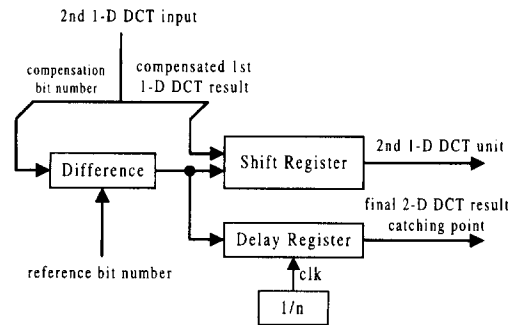 2nd 1-D DCT input
compensation
bit number
compensated 1st
1-D DCT result
Difference
Shift Register
2nd 1-D DCT unit
final 2-D DCT result
catching point
Delay Register
reference bit number
clk
1/n